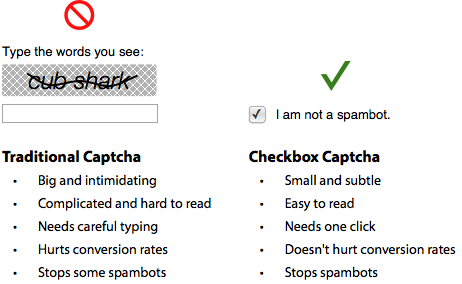 Type the words you see:
cub shark
I am not a spambot.
Traditional Captcha
• Big and intimidating
• Complicated and hard to read
• Needs careful typing
• Hurts conversion rates
• Stops some spambots
Checkbox Captcha
• Small and subtle
• Easy to read
• Needs one click
• Doesn't hurt conversion rates
• Stops spambots